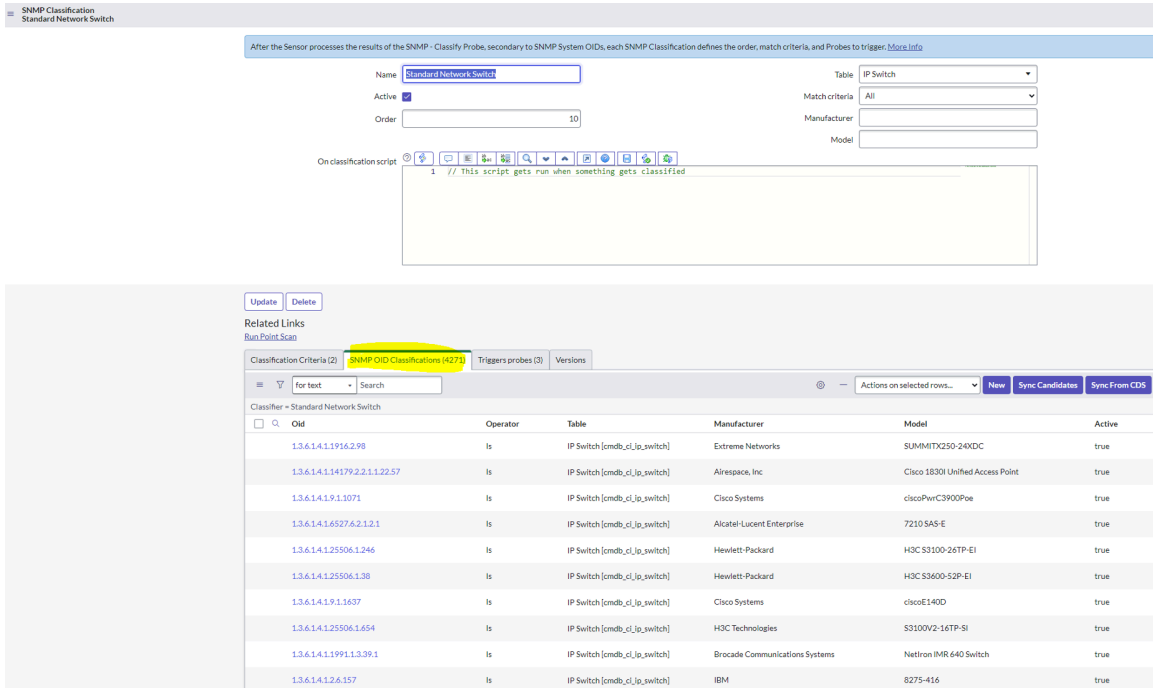 SNMP Classification
Standard Network Switch
After the Sensor processes the results of the SNMP - Classify Probe, secondary to SNMP System OIDs, each SNMP Classification defines the order, match criteria, and Probes to trigger. More Info
Name Standard Network Switch
Table IP Switch
Active
Match criteria All
Order 10
Manufacturer
Model
On classification script
1 // This script gets run when something gets classified
Update Delete
Related Links
Run Point Scan
Classification Criteria (2) SNMP OID Classifications (4271) Triggers probes (3) Versions
for text Search Actions on selected rows... New Sync Candidates Sync From CDS
Classifier = Standard Network Switch
Oid Operator Table Manufacturer Model Active
1.3.6.1.4.1.1916.2.98 Is IP Switch [cmdb_ci_ip_switch] Extreme Networks SUMMITX250-24XDC true
1.3.6.1.4.1.14179.2.2.1.1.22.57 Is IP Switch [cmdb_ci_ip_switch] Airespace, Inc Cisco 1830I Unified Access Point true
1.3.6.1.4.1.9.1.1071 Is IP Switch [cmdb_ci_ip_switch] Cisco Systems ciscoPwrC3900Poe true
1.3.6.1.4.1.6527.6.2.1.2.1 Is IP Switch [cmdb_ci_ip_switch] Alcatel-Lucent Enterprise 7210 SAS-E true
1.3.6.1.4.1.25506.1.246 Is IP Switch [cmdb_ci_ip_switch] Hewlett-Packard H3C S3100-26TP-EI true
1.3.6.1.4.1.25506.1.38 Is IP Switch [cmdb_ci_ip_switch] Hewlett-Packard H3C S3600-52P-EI true
1.3.6.1.4.1.9.1.1637 Is IP Switch [cmdb_ci_ip_switch] Cisco Systems ciscoE140D true
1.3.6.1.4.1.25506.1.654 Is IP Switch [cmdb_ci_ip_switch] H3C Technologies S3100V2-16TP-SI true
1.3.6.1.4.1.1991.1.3.39.1 Is IP Switch [cmdb_ci_ip_switch] Brocade Communications Systems NetIron IMR 640 Switch true
1.3.6.1.4.1.2.6.157 Is IP Switch [cmdb_ci_ip_switch] IBM 8275-416 true